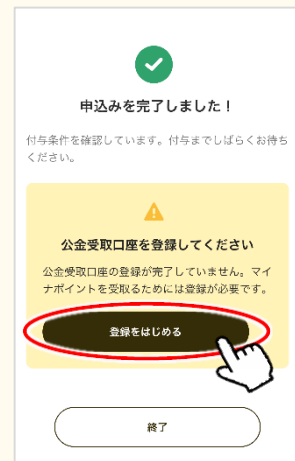 申込みを完了しました！
付与条件を確認しています。付与までしばらくお待ち
ください。
公金受取口座を登録してください
公金受取口座の登録が完了していません。マイ
ナポイントを受取るためには登録が必要です。
登録をはじめる
終了